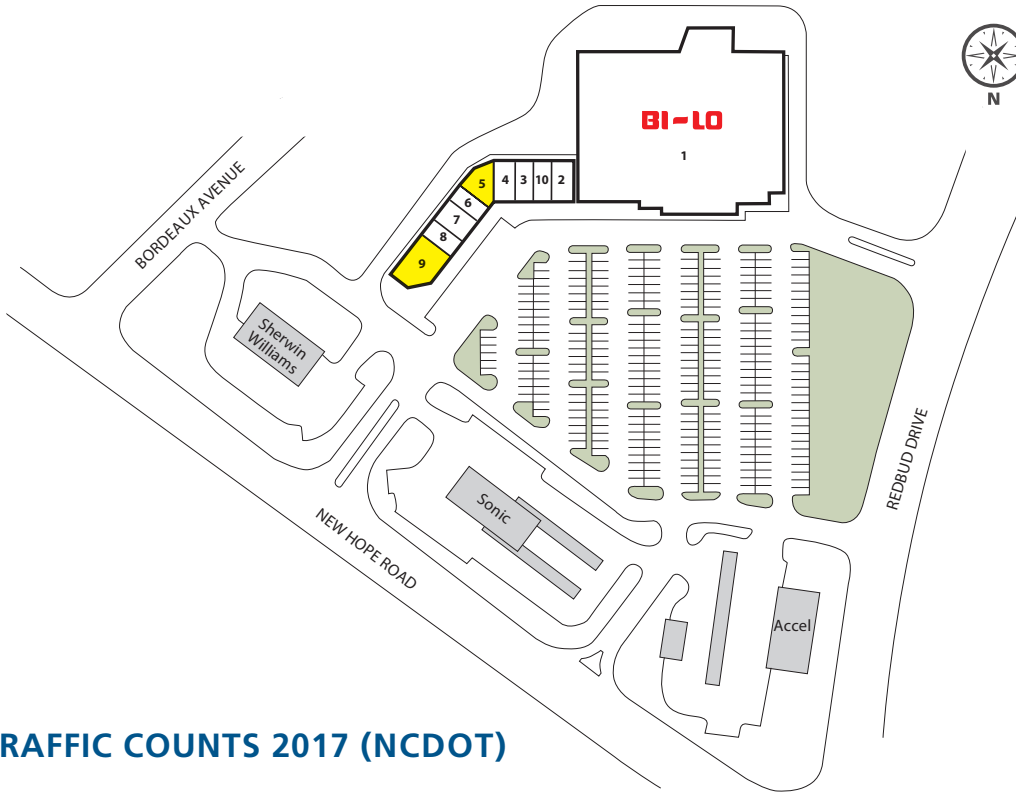 BI-LO
1
N
5
4
3
10
2
6
7
8
9
BORDEAUX AVENUE
Sherwin
Williams
REDBUD DRIVE
Sonic
NEW HOPE ROAD
Accel
RAFFIC COUNTS 2017 (NCDOT)